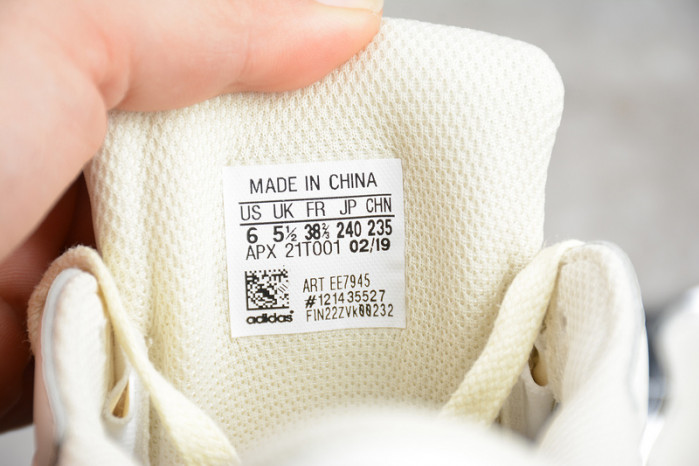 MADE IN CHINA
US UK FR JP CHN
6 5½ 38⅔ 240 235
APX 21T001 02/19
ART EE7945
#121435527
FIN22ZVk00232
adidas